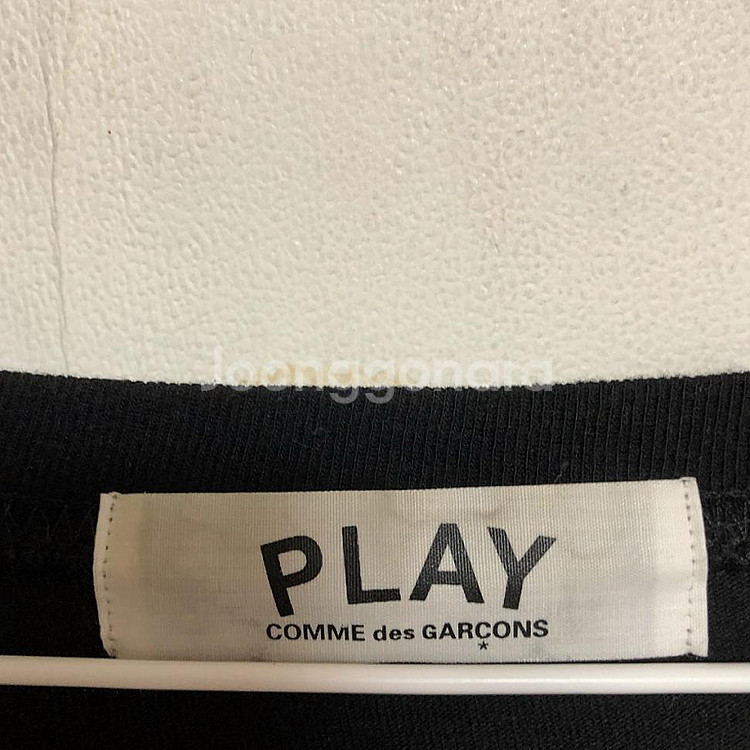 Joonggonara
PLAY
COMME des GARÇONS
*